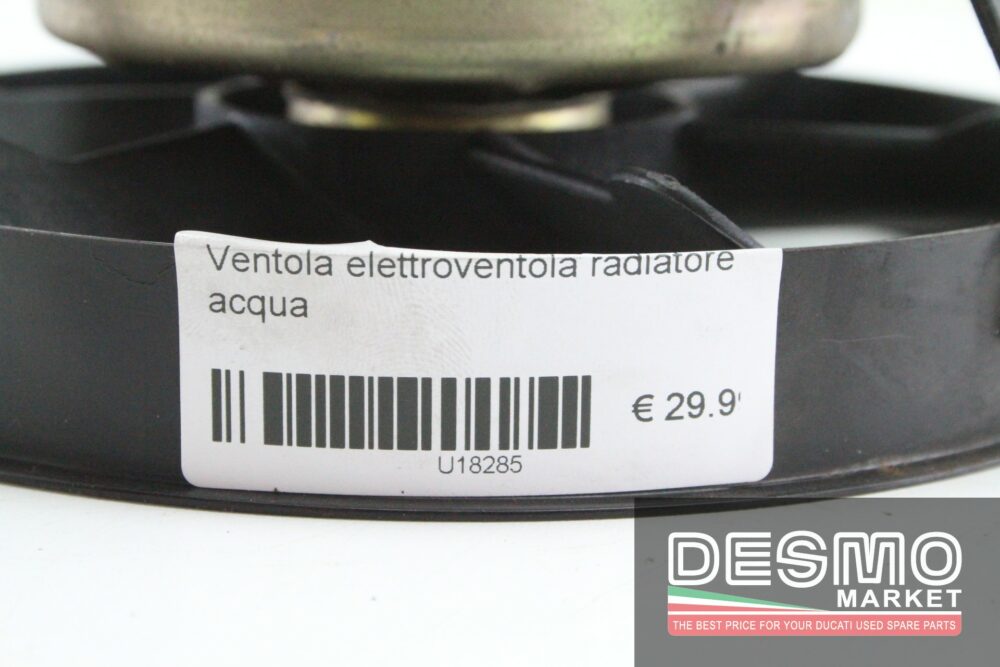 Ventola elettroventola radiatore
acqua
€ 29.9
U18285
DESMO
MARKET
THE BEST PRICE FOR YOUR DUCATI USED SPARE PARTS